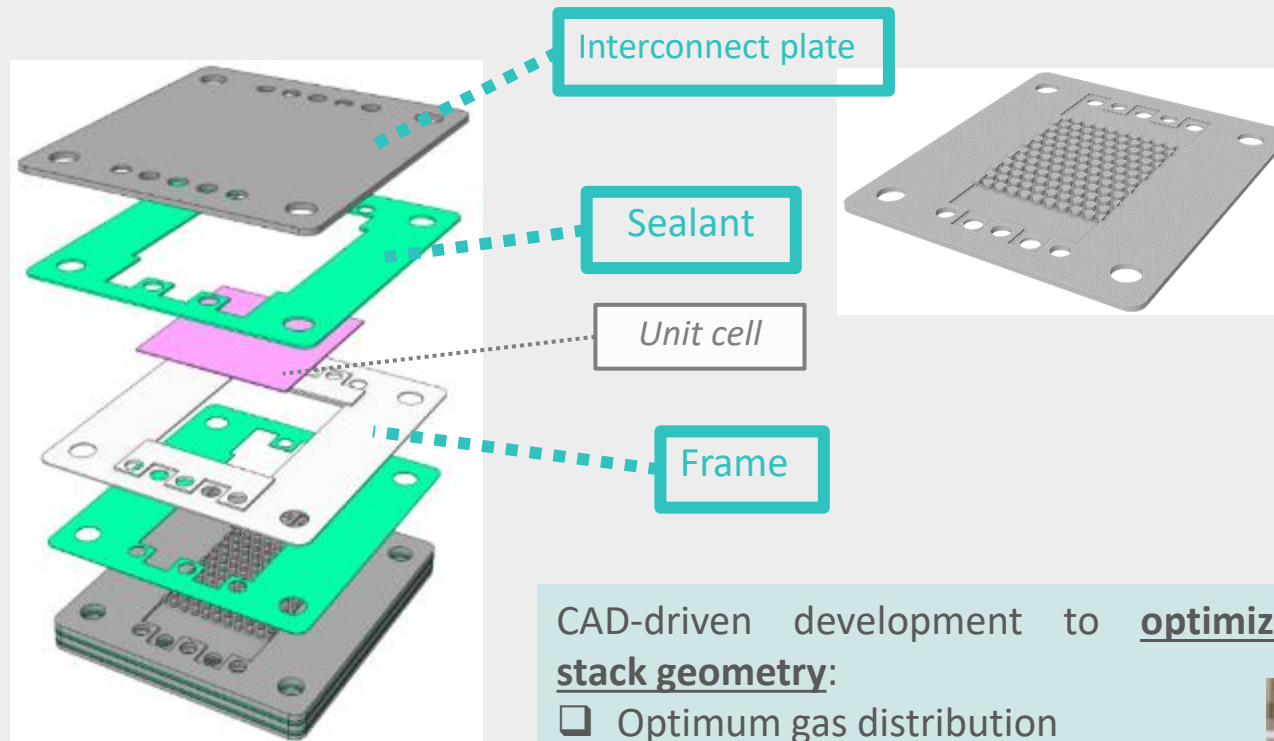 Interconnect plate
Sealant
Unit cell
Frame
CAD-driven development to optimiz
stack geometry:
❑ Optimum gas distribution